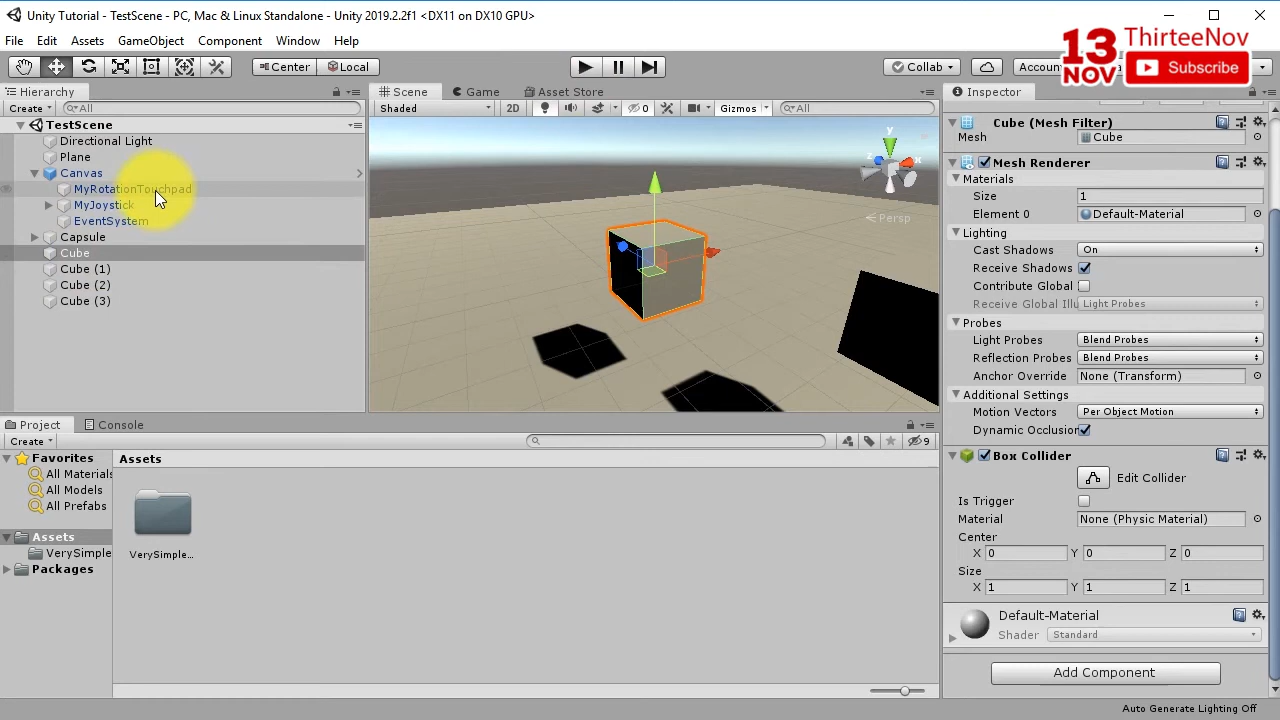 Unity Tutorial - TestScene - PC, Mac & Linux Standalone - Unity 2019.2.2f1 <DX11 on DX10 GPU>
File Edit Assets GameObject Component Window Help
13 NOV
ThirteeNov
Subscribe
Center Local
Collab
Accou
Hierarchy
Create
All
TestScene
Directional Light
Plane
Canvas
MyRotationTouchpad
MyJoystick
EventSystem
Capsule
Cube
Cube (1)
Cube (2)
Cube (3)
Scene Game Asset Store
Shaded 2D 0 Gizmos All
y
x
z
Persp
Inspector
Cube (Mesh Filter)
Mesh Cube
Mesh Renderer
Materials
Size 1
Element 0 Default-Material
Lighting
Cast Shadows On
Receive Shadows
Contribute Global
Receive Global Illu Light Probes
Probes
Light Probes Blend Probes
Reflection Probes Blend Probes
Anchor Override None (Transform)
Additional Settings
Motion Vectors Per Object Motion
Dynamic Occlusion
Box Collider
Edit Collider
Is Trigger
Material None (Physic Material)
Center
X 0 Y 0 Z 0
Size
X 1 Y 1 Z 1
Default-Material
Shader Standard
Add Component
Project Console
Create
9
Favorites
All Materials
All Models
All Prefabs
Assets
VerySimple
Packages
Assets
VerySimple...
Auto Generate Lighting Off